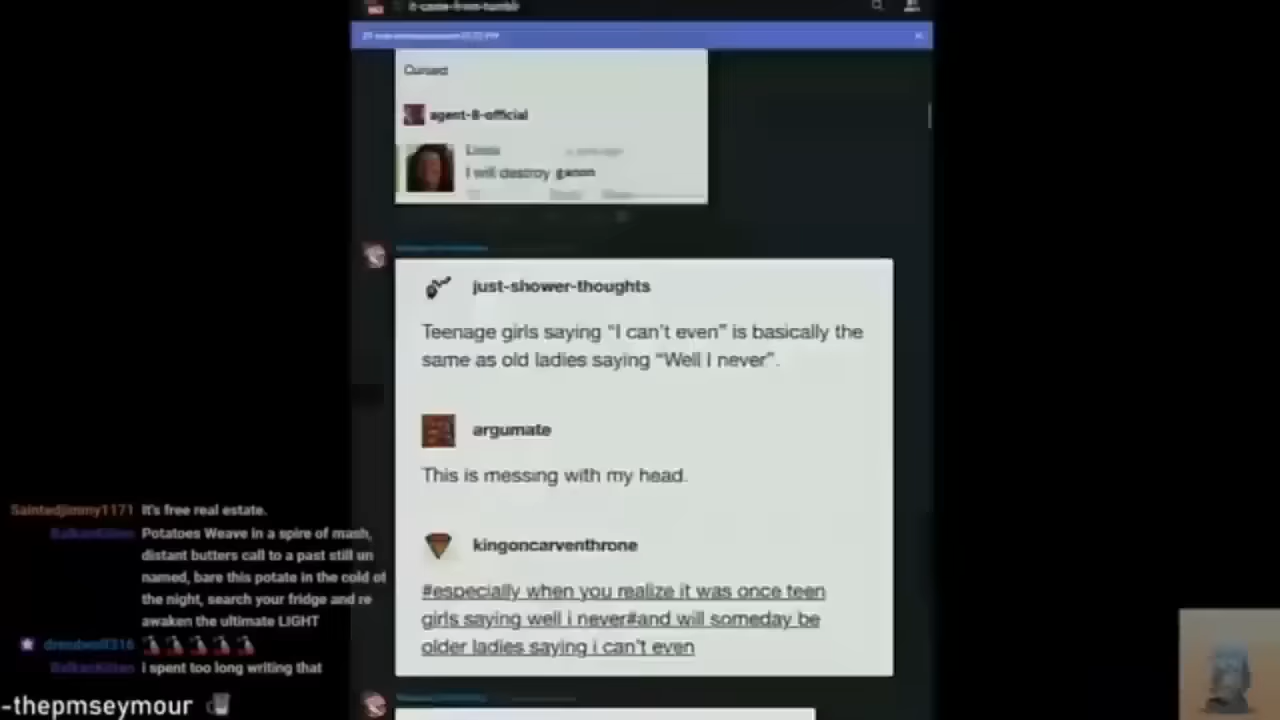 it-came-from-tumblr
Cursed
agent-8-official
I will destroy ganon
just-shower-thoughts
Teenage girls saying “I can’t even” is basically the
same as old ladies saying “Well I never”.
argumate
This is messing with my head.
kingoncarventhrone
#especially when you realize it was once teen
girls saying well i never#and will someday be
older ladies saying i can't even
Saintedjimmy1171 It's free real estate.
Potatoes Weave in a spire of mash,
distant butters call to a past still un
named, bare this potate in the cold of
the night, search your fridge and re
awaken the ultimate LIGHT
i spent too long writing that
-thepmseymour